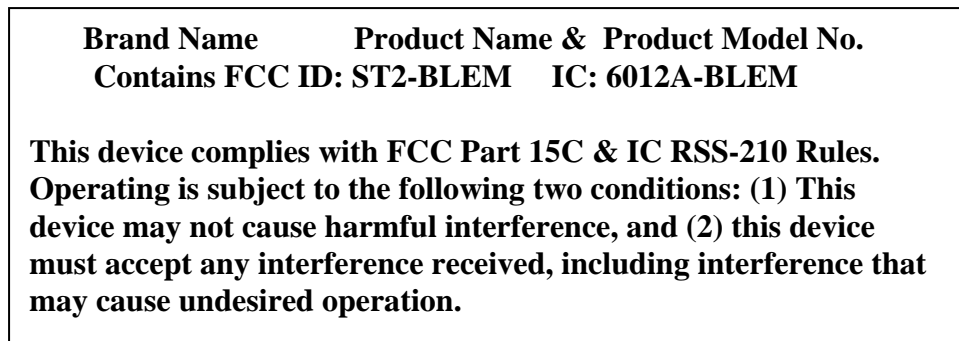 Brand Name Product Name & Product Model No.
Contains FCC ID: ST2-BLEM IC: 6012A-BLEM
This device complies with FCC Part 15C & IC RSS-210 Rules.
Operating is subject to the following two conditions: (1) This
device may not cause harmful interference, and (2) this device
must accept any interference received, including interference that
may cause undesired operation.